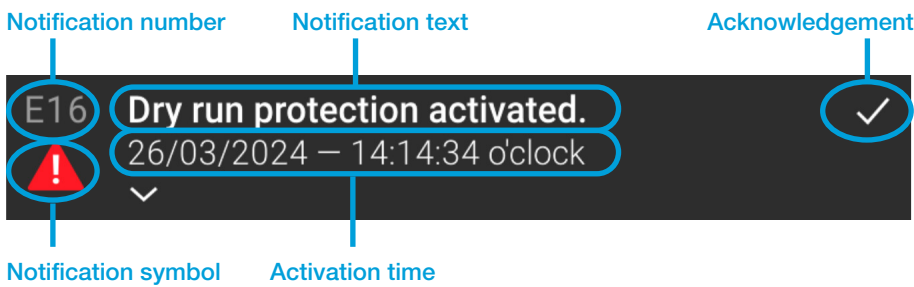 Notification number
Notification text
Acknowledgement
E16
Dry run protection activated.
26/03/2024 — 14:14:34 o'clock
Notification symbol
Activation time